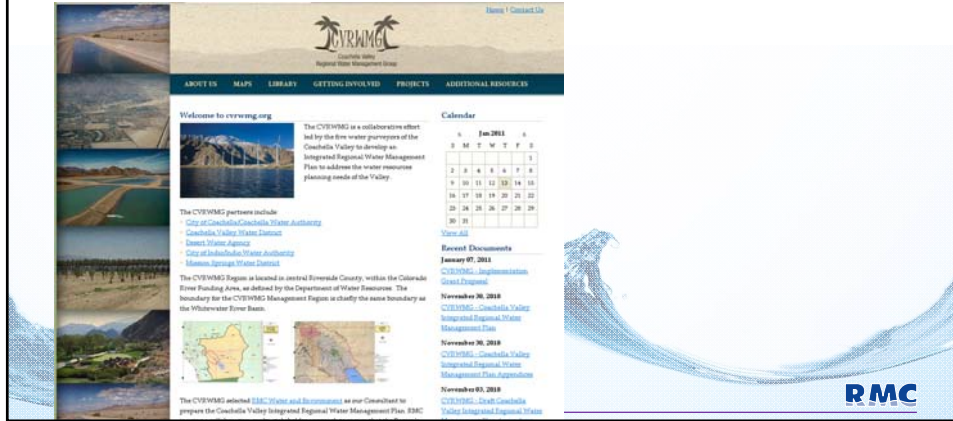 Home | Contact Us
CVRWMG
Coachella Valley
Regional Water Management Group
ABOUT US MAPS LIBRARY GETTING INVOLVED PROJECTS ADDITIONAL RESOURCES
Welcome to cvrwmg.org
The CVRWMG is a collaborative effort
led by the five water purveyors of the
Coachella Valley to develop an
Integrated Regional Water Management
Plan to address the water resources
planning needs of the Valley.
The CVRWMG partners include
City of Coachella/Coachella Water Authority
Coachella Valley Water District
Desert Water Agency
City of Indio/Indio Water Authority
Mission Springs Water District
The CVRWMG Region is located in central Riverside County, within the Colorado
River Funding Area, as defined by the Department of Water Resources. The
boundary for the CVRWMG Management Region is chiefly the same boundary as
the Whitewater River Basin.
The CVRWMG selected RMC Water and Environment as our Consultant to
prepare the Coachella Valley Integrated Regional Water Management Plan. RMC
Calendar
Jan 2011
S M T W T F S
1
2 3 4 5 6 7 8
9 10 11 12 13 14 15
16 17 18 19 20 21 22
23 24 25 26 27 28 29
30 31
View All
Recent Documents
January 07, 2011
CVRWMG - Implementation
Grant Proposal
November 30, 2010
CVRWMG - Coachella Valley
Integrated Regional Water
Management Plan
November 30, 2010
CVRWMG - Coachella Valley
Integrated Regional Water
Management Plan Appendices
November 03, 2010
CVRWMG - Draft Coachella
Valley Integrated Regional Water
RMC